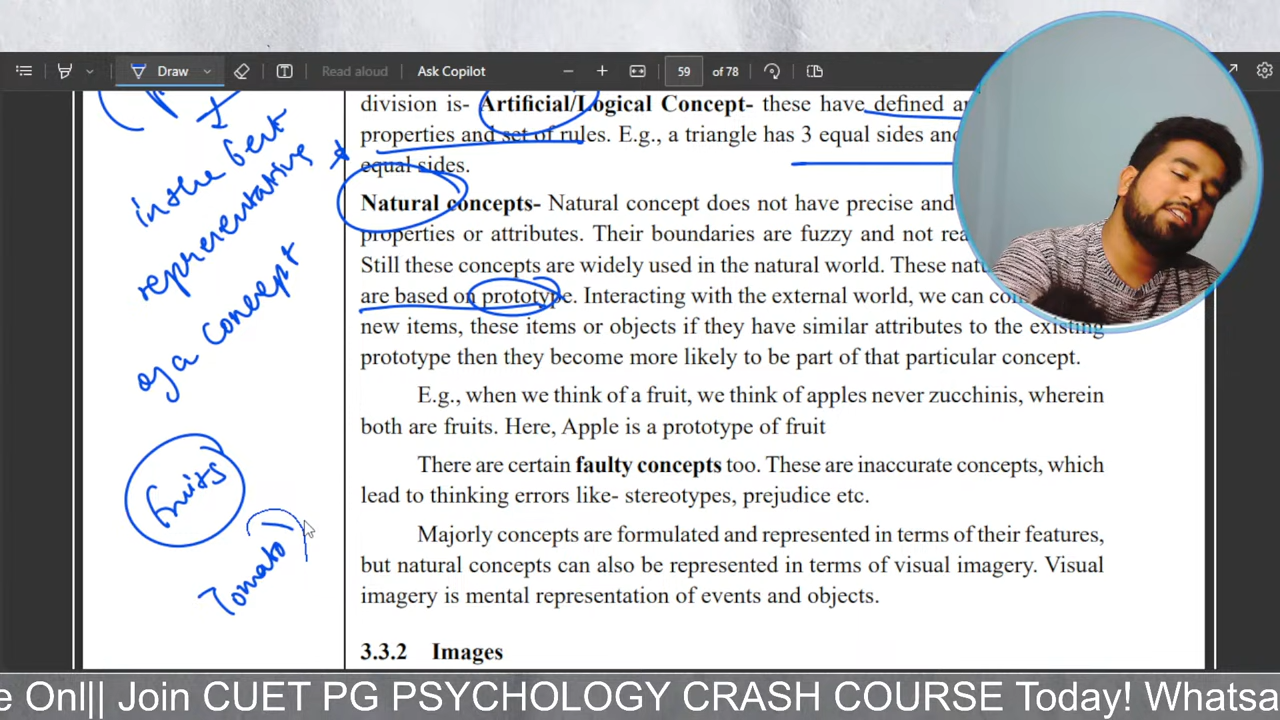 Draw
Read aloud
Ask Copilot
59 of 78
division is- Artificial/Logical Concept- these have defined
properties and set of rules. E.g., a triangle has 3 equal sides and
equal sides.
Natural concepts- Natural concept does not have precise and
properties or attributes. Their boundaries are fuzzy and not
Still these concepts are widely used in the natural world. These
are based on prototype. Interacting with the external world, we can
new items, these items or objects if they have similar attributes to the existing
prototype then they become more likely to be part of that particular concept.
E.g., when we think of a fruit, we think of apples never zucchinis, wherein
both are fruits. Here, Apple is a prototype of fruit
There are certain faulty concepts too. These are inaccurate concepts, which
lead to thinking errors like- stereotypes, prejudice etc.
Majorly concepts are formulated and represented in terms of their features,
but natural concepts can also be represented in terms of visual imagery. Visual
imagery is mental representation of events and objects.
3.3.2 Images
is the best
representative
of a concept
fruits
Tomato
e Onl|| Join CUET PG PSYCHOLOGY CRASH COURSE Today! Whatsa